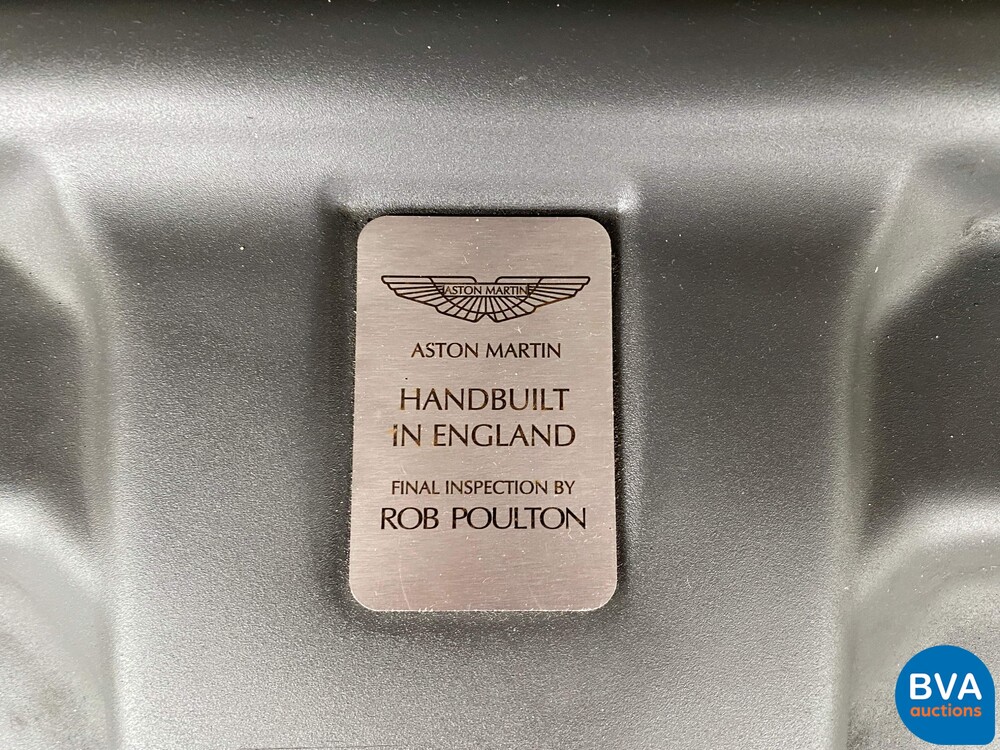 ASTON MARTIN
ASTON MARTIN
HANDBUILT
IN ENGLAND
FINAL INSPECTION BY
ROB POULTON
BVA
auctions